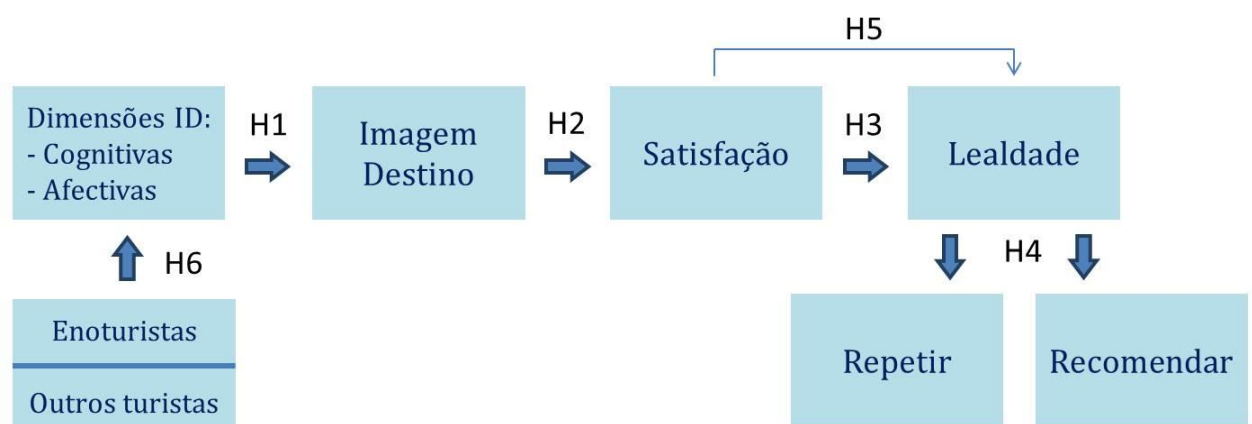 H5
Dimensões ID:
- Cognitivas
- Afectivas
H1
Imagem
Destino
H2
Satisfação
H3
Lealdade
H6
H4
Enoturistas
Outros turistas
Repetir
Recomendar